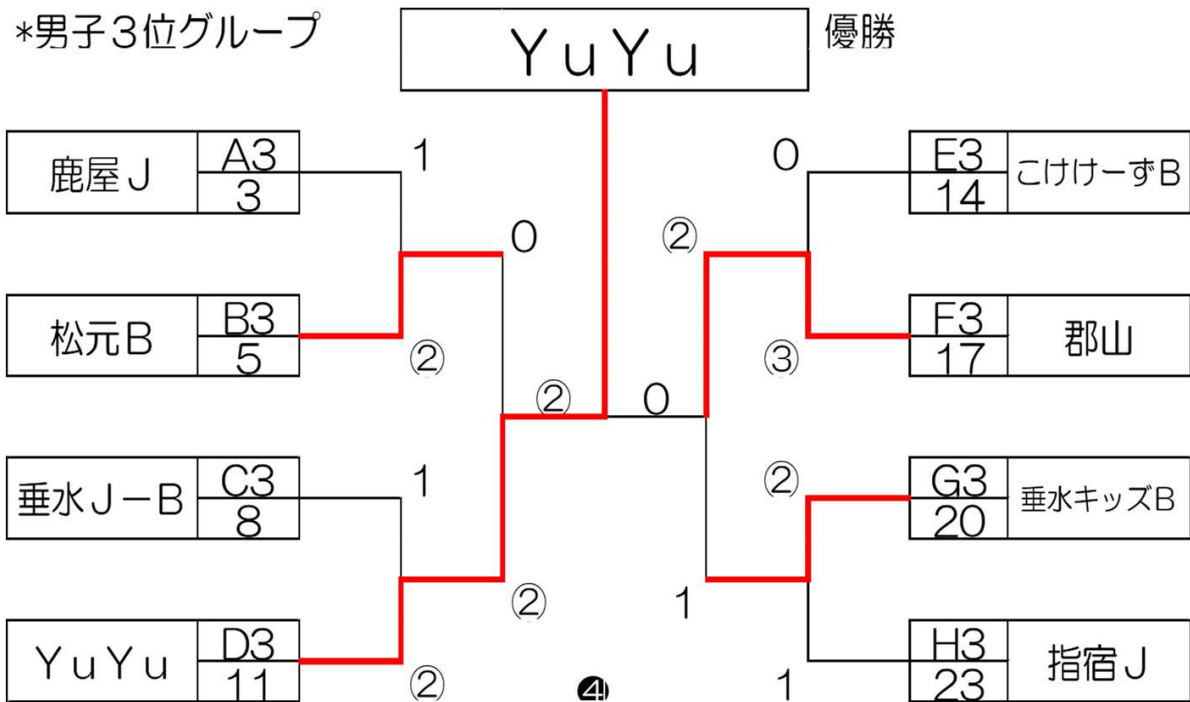 *男子３位グループ
ＹｕＹｕ
優勝
鹿屋Ｊ
A3
3
1
0
E3
14
こけけーずＢ
0
②
松元Ｂ
B3
5
②
③
F3
17
郡山
②
0
垂水Ｊ－Ｂ
C3
8
1
②
G3
20
垂水キッズＢ
②
1
ＹｕＹｕ
D3
11
②
❹
1
H3
23
指宿Ｊ